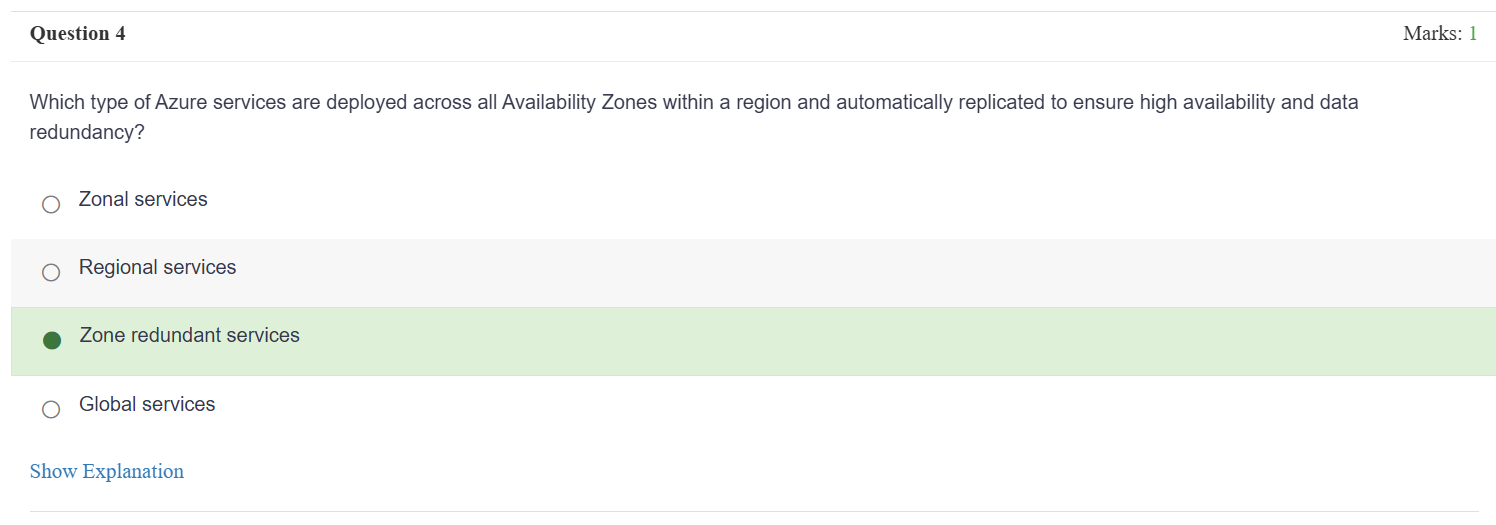 Question 4
Marks: 1
Which type of Azure services are deployed across all Availability Zones within a region and automatically replicated to ensure high availability and data
redundancy?
Zonal services
Regional services
Zone redundant services
Global services
Show Explanation